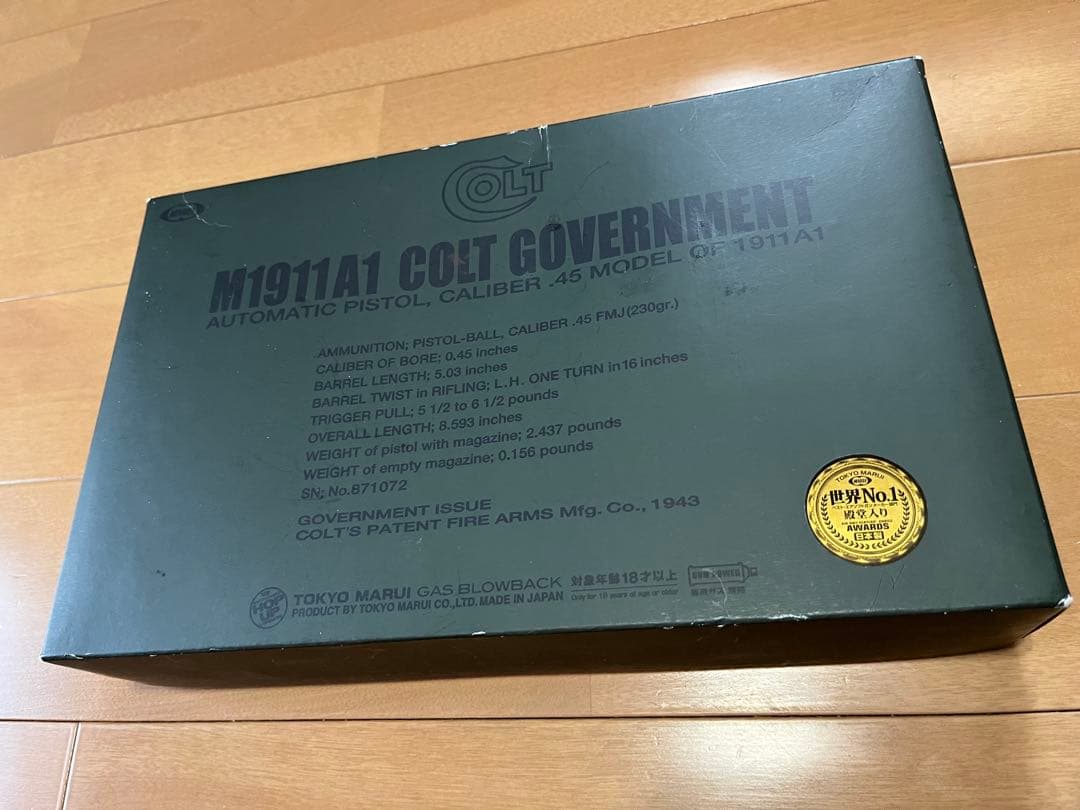 MARUI
COLT
M1911A1 COLT GOVERNMENT
AUTOMATIC PISTOL, CALIBER .45 MODEL OF 1911A1
AMMUNITION; PISTOL-BALL, CALIBER .45 FMJ(230gr.)
CALIBER OF BORE; 0.45 inches
BARREL LENGTH; 5.03 inches
BARREL TWIST in RIFLING; L.H. ONE TURN in 16 inches
TRIGGER PULL; 5 1/2 to 6 1/2 pounds
OVERALL LENGTH; 8.593 inches
WEIGHT of pistol with magazine; 2.437 pounds
WEIGHT of empty magazine; 0.156 pounds
SN; No.871072
GOVERNMENT ISSUE
COLT'S PATENT FIRE ARMS Mfg. Co., 1943
TOKYO MARUI
MARUI
世界No.1
殿堂入り
AWARDS
日本製
HOP UP
TOKYO MARUI GAS BLOWBACK
PRODUCT BY TOKYO MARUI CO.,LTD. MADE IN JAPAN
対象年齢18才以上
Only for 18 years of age or older
GUN POWER